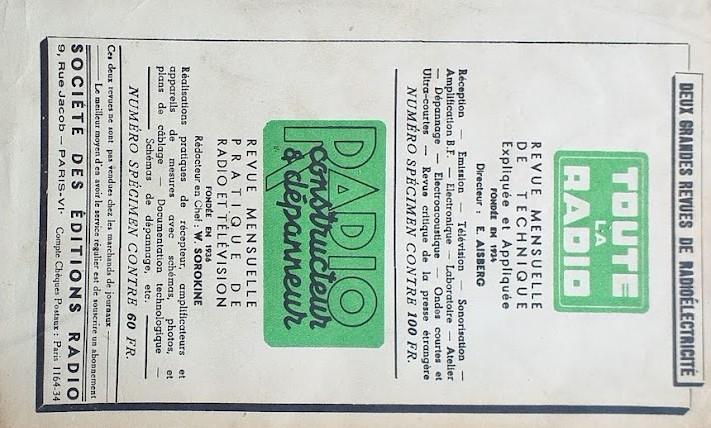 DEUX GRANDES REVUES DE RADIOÉLECTRICITÉ
TOUTE
LA
RADIO
REVUE MENSUELLE
DE TECHNIQUE
Expliquée et Appliquée
FONDÉE EN 1934
Directeur : E. AISBERG
Réception — Emission — Télévision — Sonorisation —
Amplification B.F. — Electronique — Laboratoire — Atelier
— Dépannage — Electroacoustique — Ondes courtes et
Ultra-courtes — Revue critique de la presse étrangère
NUMÉRO SPÉCIMEN CONTRE 100 FR.
RADIO
constructeur
& dépanneur
REVUE MENSUELLE
PRATIQUE DE
RADIO ET TÉLÉVISION
FONDÉE EN 1936
Rédacteur en Chef : W. SOROKINE
Réalisations pratiques de récepteur, amplificateurs et
appareils de mesures avec schémas, photos, et
plans de câblage — Documentation technologique —
Schémas de dépannage, etc.
NUMÉRO SPÉCIMEN CONTRE 60 FR.
Ces deux revues ne sont pas vendues chez les marchands de journaux —
Le meilleur moyen d'en avoir le service régulier est de souscrire un abonnement
SOCIÉTÉ DES ÉDITIONS RADIO
9, Rue Jacob — PARIS-VIᵉ Compte Chèques Postaux : Paris 1164-34